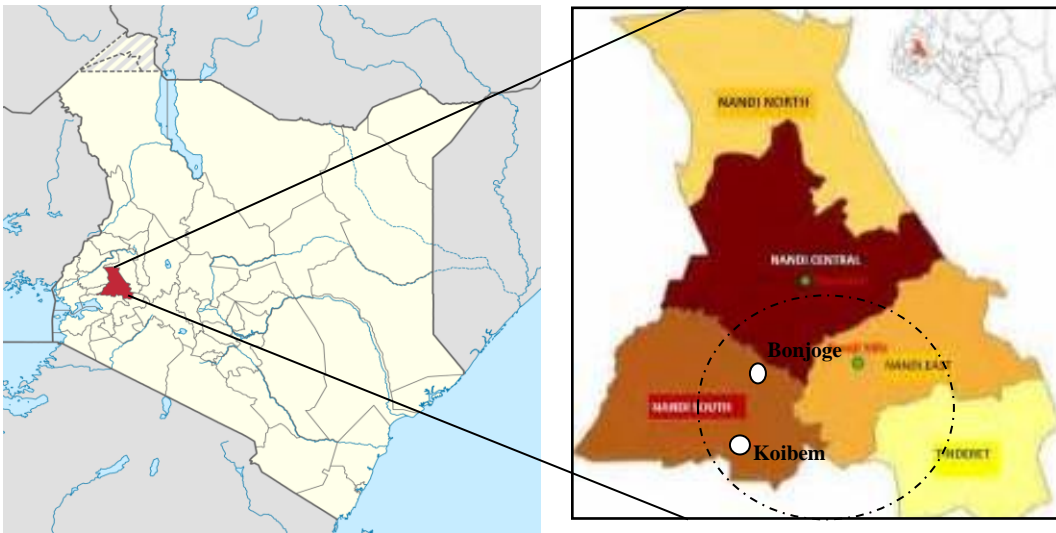 NANDI NORTH
NANDI CENTRAL
Bonjoge
NANDI EAST
NANDI SOUTH
Koibem
TINDERET